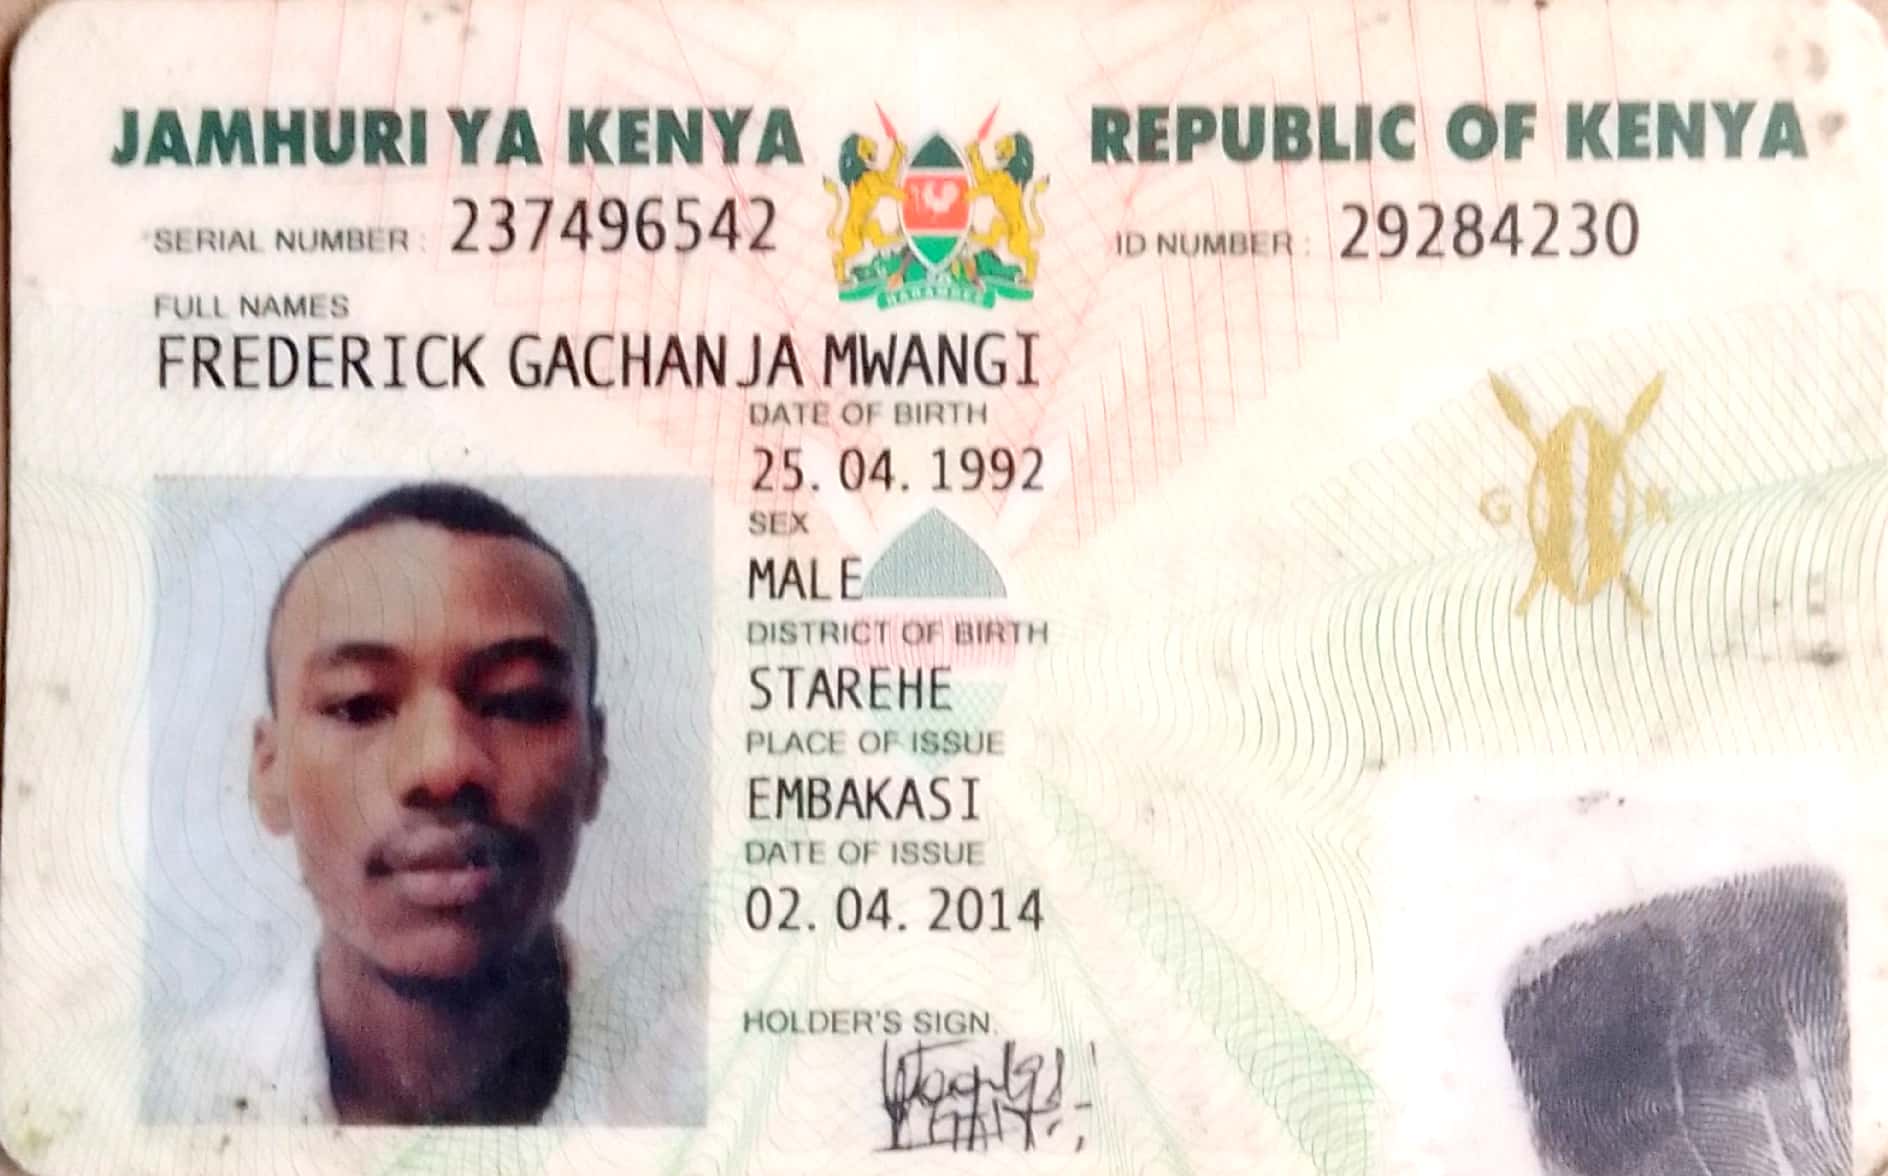 JAMHURI YA KENYA REPUBLIC OF KENYA
SERIAL NUMBER : 237496542 ID NUMBER : 29284230
FULL NAMES
FREDERICK GACHANJA MWANGI
DATE OF BIRTH
25. 04. 1992
SEX
MALE
DISTRICT OF BIRTH
STAREHE
PLACE OF ISSUE
EMBAKASI
DATE OF ISSUE
02. 04. 2014
HOLDER'S SIGN.
HARAMBEE
G K